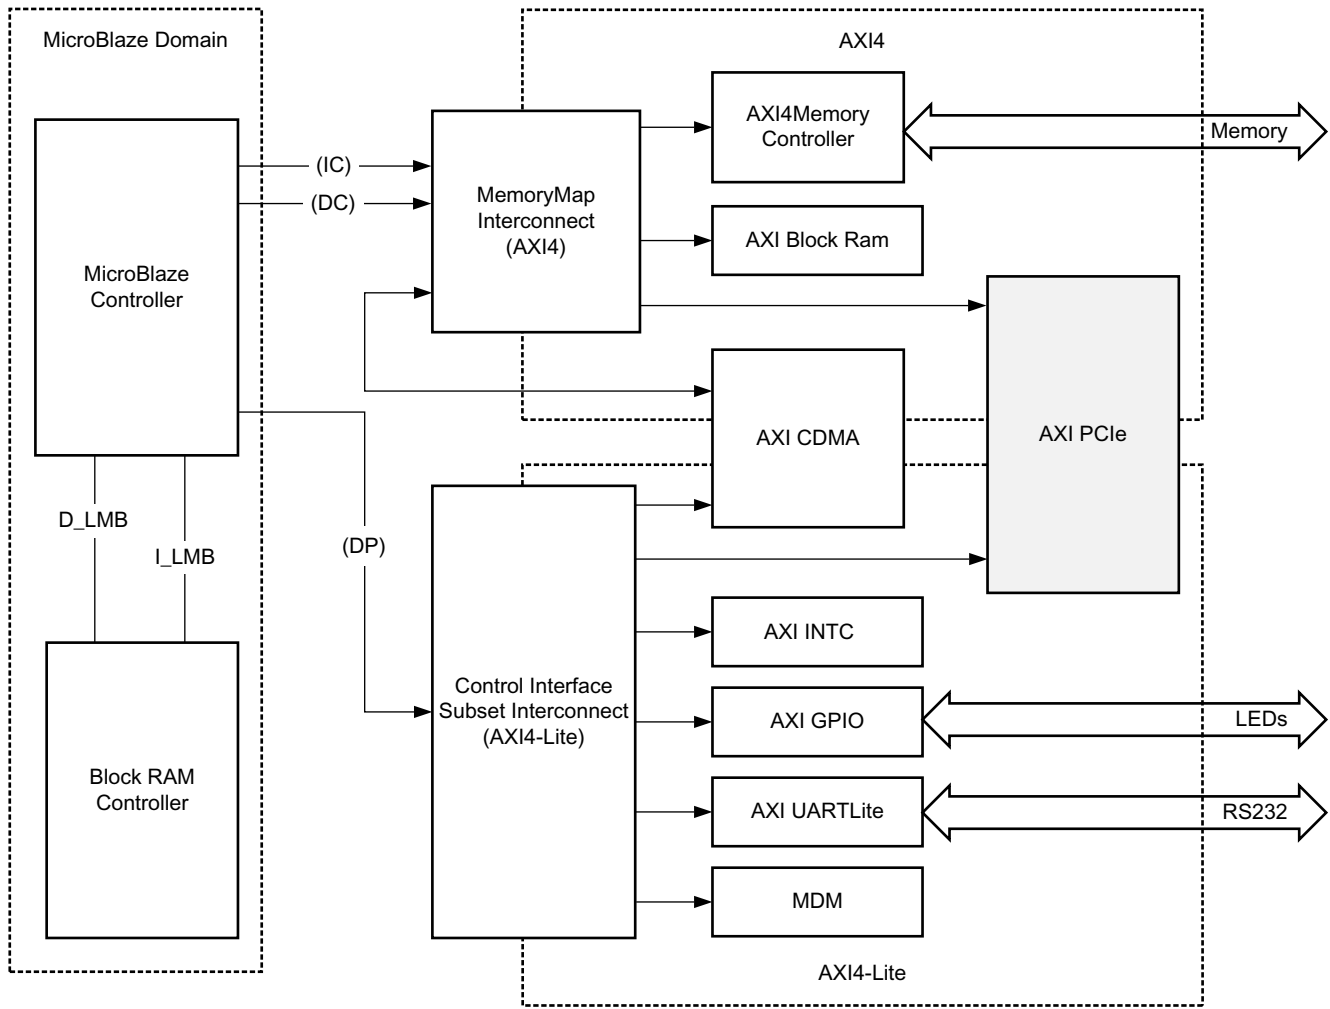 MicroBlaze Domain
AXI4
AXI4Memory
Controller
Memory
(IC)
(DC)
MemoryMap
Interconnect
(AXI4)
AXI Block Ram
MicroBlaze
Controller
AXI CDMA
AXI PCIe
D_LMB
I_LMB
(DP)
AXI INTC
Control Interface
Subset Interconnect
(AXI4-Lite)
AXI GPIO
LEDs
Block RAM
Controller
AXI UARTLite
RS232
MDM
AXI4-Lite